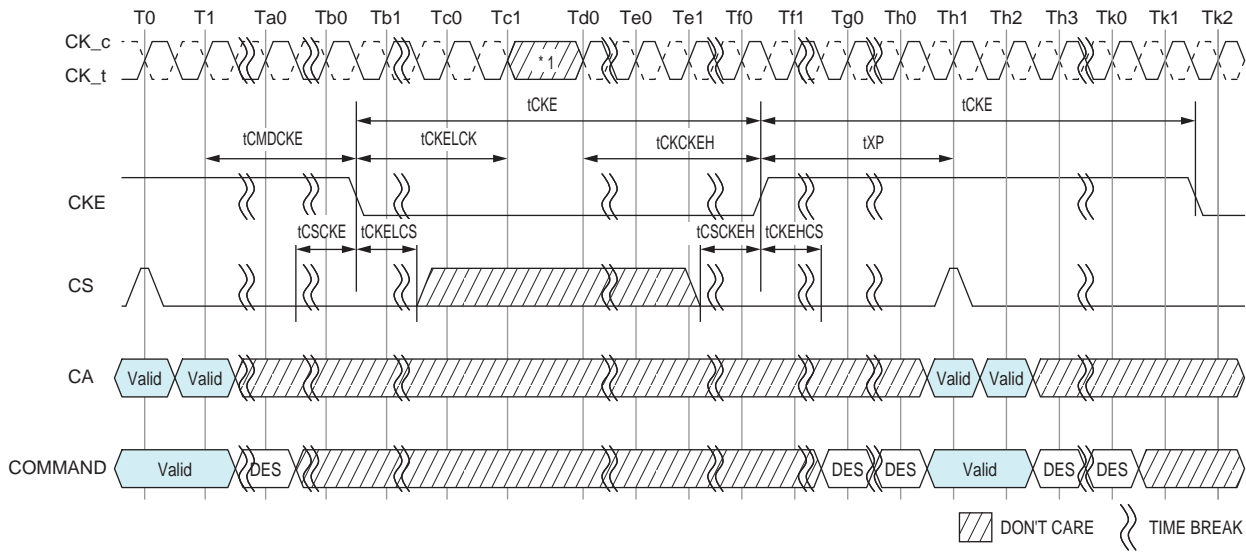 T0 T1 Ta0 Tb0 Tb1 Tc0 Tc1 Td0 Te0 Te1 Tf0 Tf1 Tg0 Th0 Th1 Th2 Th3 Tk0 Tk1 Tk2
CK_c
CK_t
* 1
tCKE tCKE
tCMDCKE tCKELCK tCKCKEH tXP
CKE
tCSCKE tCKELCS tCSCKEH tCKEHCS
CS
CA Valid Valid Valid Valid
COMMAND Valid DES DES DES Valid DES DES
DON'T CARE TIME BREAK